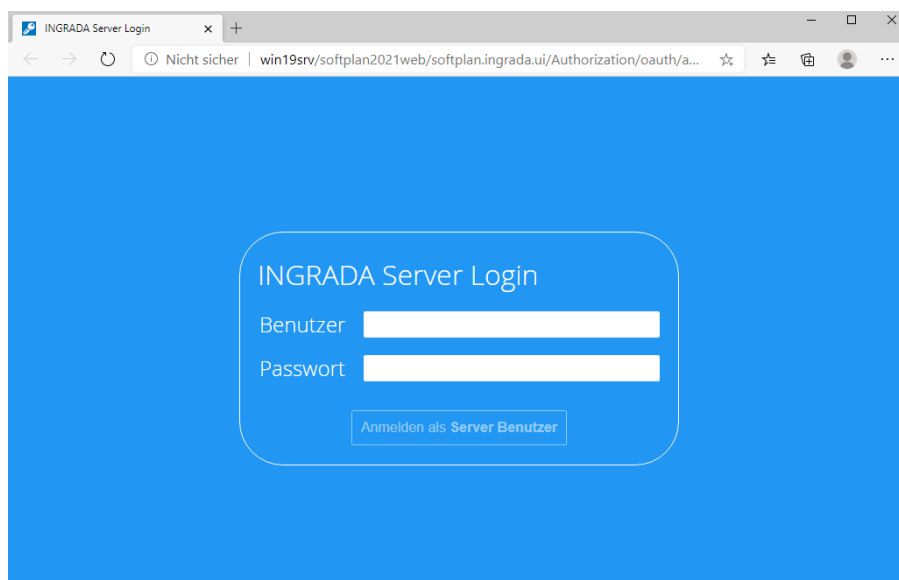 INGRADA Server Login
Nicht sicher | win19srv/softplan2021web/softplan.ingrada.ui/Authorization/oauth/a...
INGRADA Server Login
Benutzer
Passwort
Anmelden als Server Benutzer